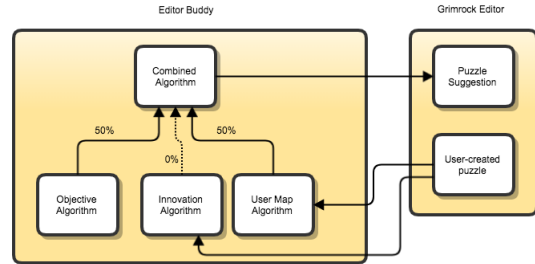 Editor Buddy
Grimrock Editor
Combined
Algorithm
Puzzle
Suggestion
50%
50%
0%
User-created
puzzle
Objective
Algorithm
Innovation
Algorithm
User Map
Algorithm